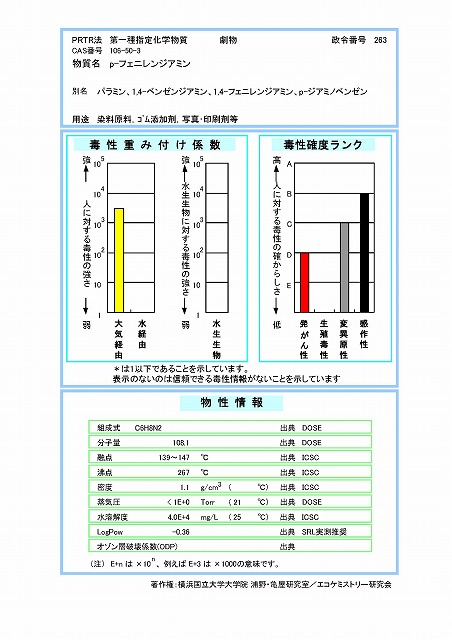 PRTR法 第一種指定化学物質 劇物 政令番号 263
CAS番号 106-50-3
物質名 p-フェニレンジアミン
別名 パラミン、1,4-ベンゼンジアミン、1,4-フェニレンジアミン、p-ジアミノベンゼン
用途 染料原料，ゴム添加剤，写真・印刷剤等
毒性重み付け係数
強 10^5
10^4
10^3
10^2
10^1
弱 1
人に対する毒性の強さ
大気経由
水経由
強 10^5
10^4
10^3
10^2
10^1
弱 1
水生生物に対する毒性の強さ
水生生物
毒性確度ランク
高 A
B
C
D
E
低
人に対する毒性の確からしさ
発がん性
生殖毒性
変異原性
感作性
＊は1以下であることを示しています。
表示のないのは信頼できる毒性情報がないことを示しています
物性情報
組成式 C6H8N2 出典 DOSE
分子量 108.1 出典 DOSE
融点 139～147 ℃ 出典 ICSC
沸点 267 ℃ 出典 ICSC
密度 1.1 g/cm3 ( ℃) 出典 ICSC
蒸気圧 <1E+0 Torr (21 ℃) 出典 DOSE
水溶解度 4.0E+4 mg/L (25 ℃) 出典 ICSC
LogPow -0.36 出典 SRL実測推奨
オゾン層破壊係数(ODP) 出典
（注） E+n は ×10^n、例えば E+3 は ×1000の意味です。
著作権:横浜国立大学大学院 浦野・亀屋研究室／エコケミストリー研究会